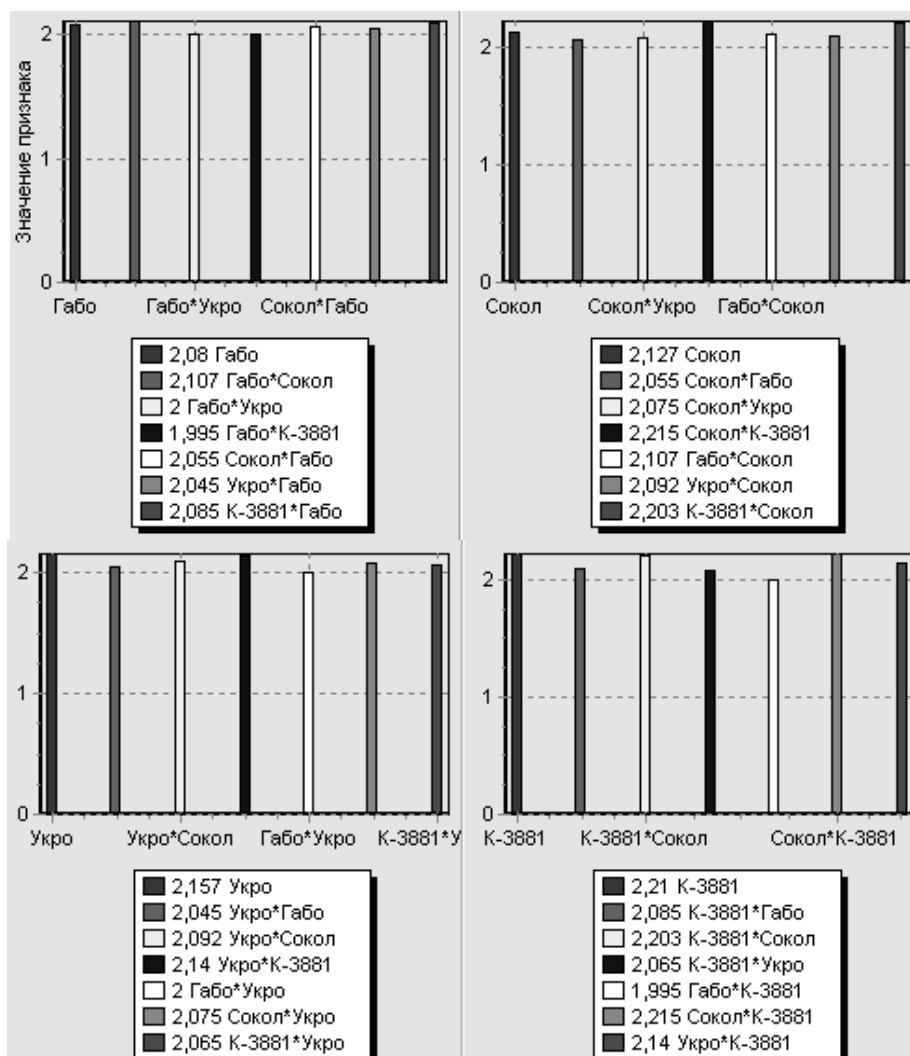 Значение признака
2
1
0
Габо Габо*Укро Сокол*Габо
2,08 Габо
2,107 Габо*Сокол
2 Габо*Укро
1,995 Габо*К-3881
2,055 Сокол*Габо
2,045 Укро*Габо
2,085 К-3881*Габо
2
1
0
Сокол Сокол*Укро Габо*Сокол
2,127 Сокол
2,055 Сокол*Габо
2,075 Сокол*Укро
2,215 Сокол*К-3881
2,107 Габо*Сокол
2,092 Укро*Сокол
2,203 К-3881*Сокол
2
1
0
Укро Укро*Сокол Габо*Укро К-3881*У
2,157 Укро
2,045 Укро*Габо
2,092 Укро*Сокол
2,14 Укро*К-3881
2 Габо*Укро
2,075 Сокол*Укро
2,065 К-3881*Укро
2
1
0
К-3881 К-3881*Сокол Сокол*К-3881
2,21 К-3881
2,085 К-3881*Габо
2,203 К-3881*Сокол
2,065 К-3881*Укро
1,995 Габо*К-3881
2,215 Сокол*К-3881
2,14 Укро*К-3881